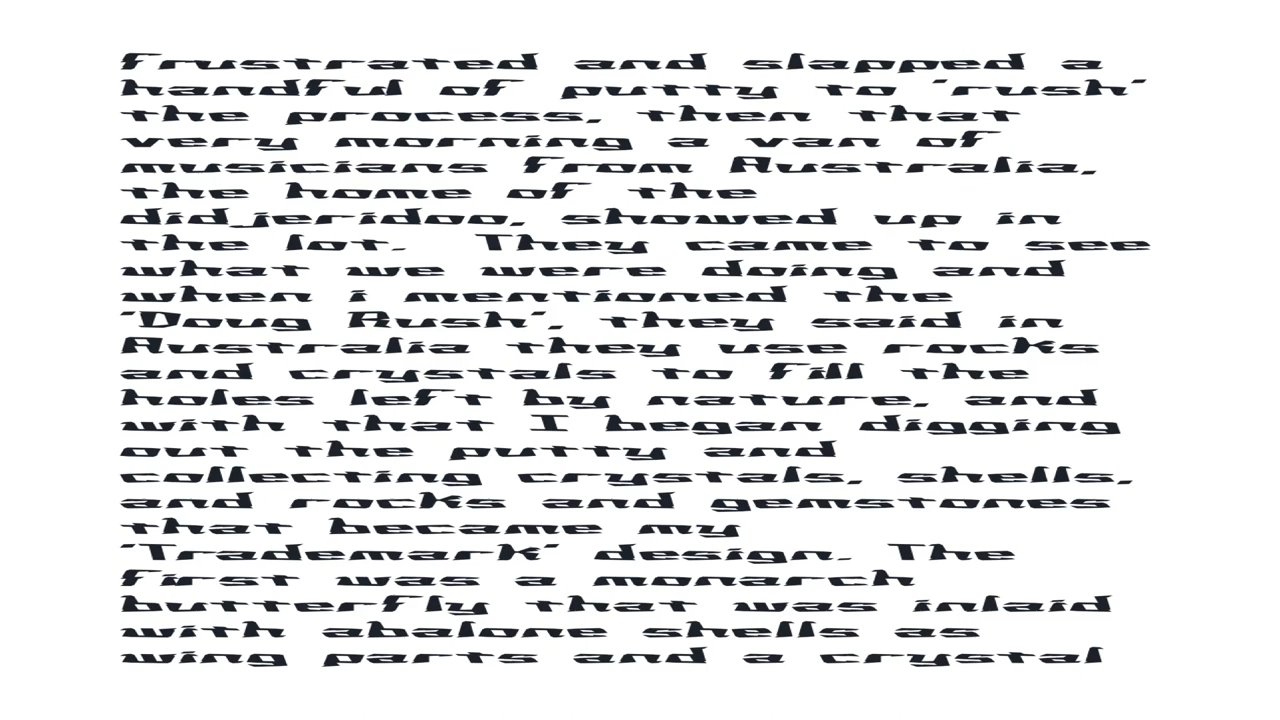 frustrated and slapped a
handful of putty to 'rush'
the process, then that
very morning a van of
musicians from Australia,
the home of the
didjeridoo, showed up in
the lot.  They came to see
what we were doing and
when i mentioned the
'Doug Rush', they said in
Australia they use rocks
and crystals to fill the
holes left by nature, and
with that I began digging
out the putty and
collecting crystals, shells,
and rocks and gemstones
that became my
'Trademark' design. The
first was a monarch
butterfly that was inlaid
with abalone shells as
wing parts and a crystal